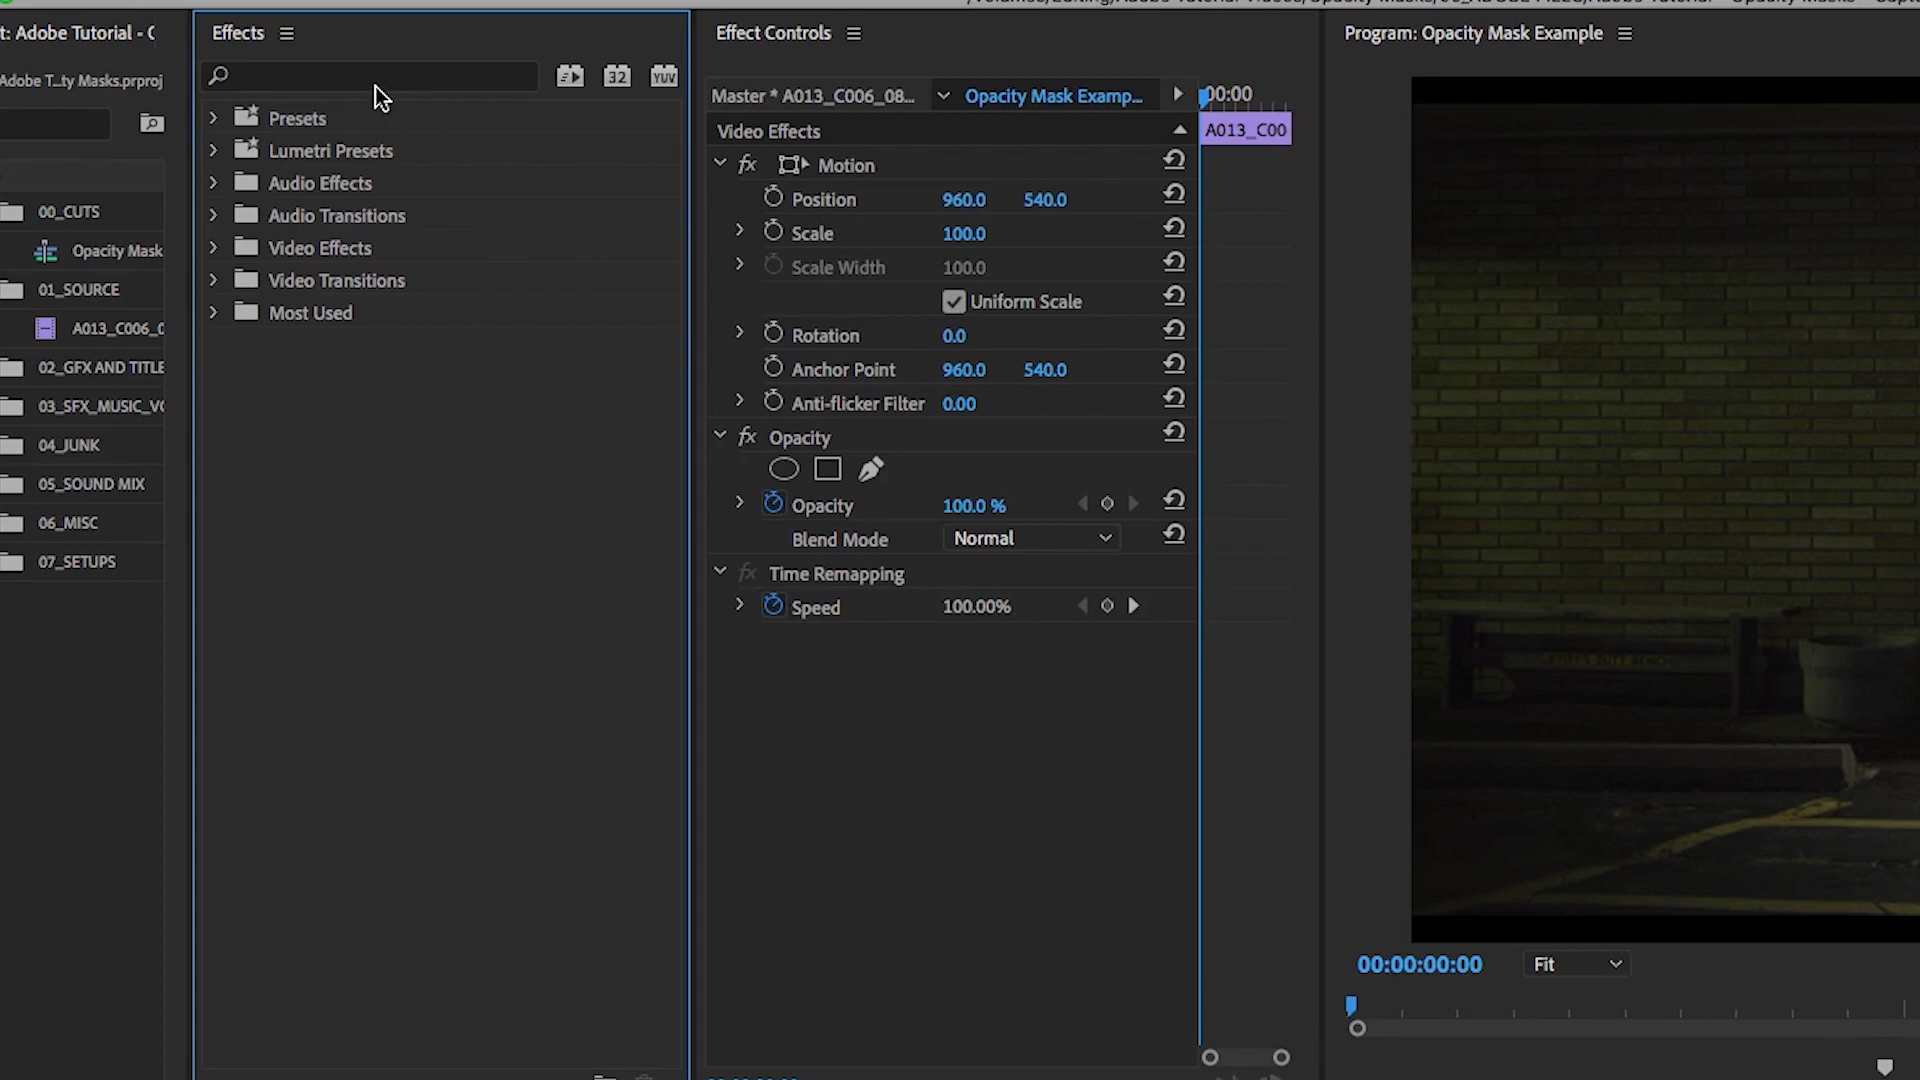 t: Adobe Tutorial - C
Adobe T...ty Masks.prproj
00_CUTS
Opacity Mask
01_SOURCE
A013_C006_0
02_GFX AND TITLE
03_SFX_MUSIC_VO
04_JUNK
05_SOUND MIX
06_MISC
07_SETUPS
Effects
32
YUV
Presets
Lumetri Presets
Audio Effects
Audio Transitions
Video Effects
Video Transitions
Most Used
Effect Controls
Master * A013_C006_08... Opacity Mask Examp... 00:00
Video Effects A013_C00
fx Motion
Position 960.0 540.0
Scale 100.0
Scale Width 100.0
Uniform Scale
Rotation 0.0
Anchor Point 960.0 540.0
Anti-flicker Filter 0.00
fx Opacity
Opacity 100.0 %
Blend Mode Normal
fx Time Remapping
Speed 100.00%
Program: Opacity Mask Example
00:00:00:00 Fit